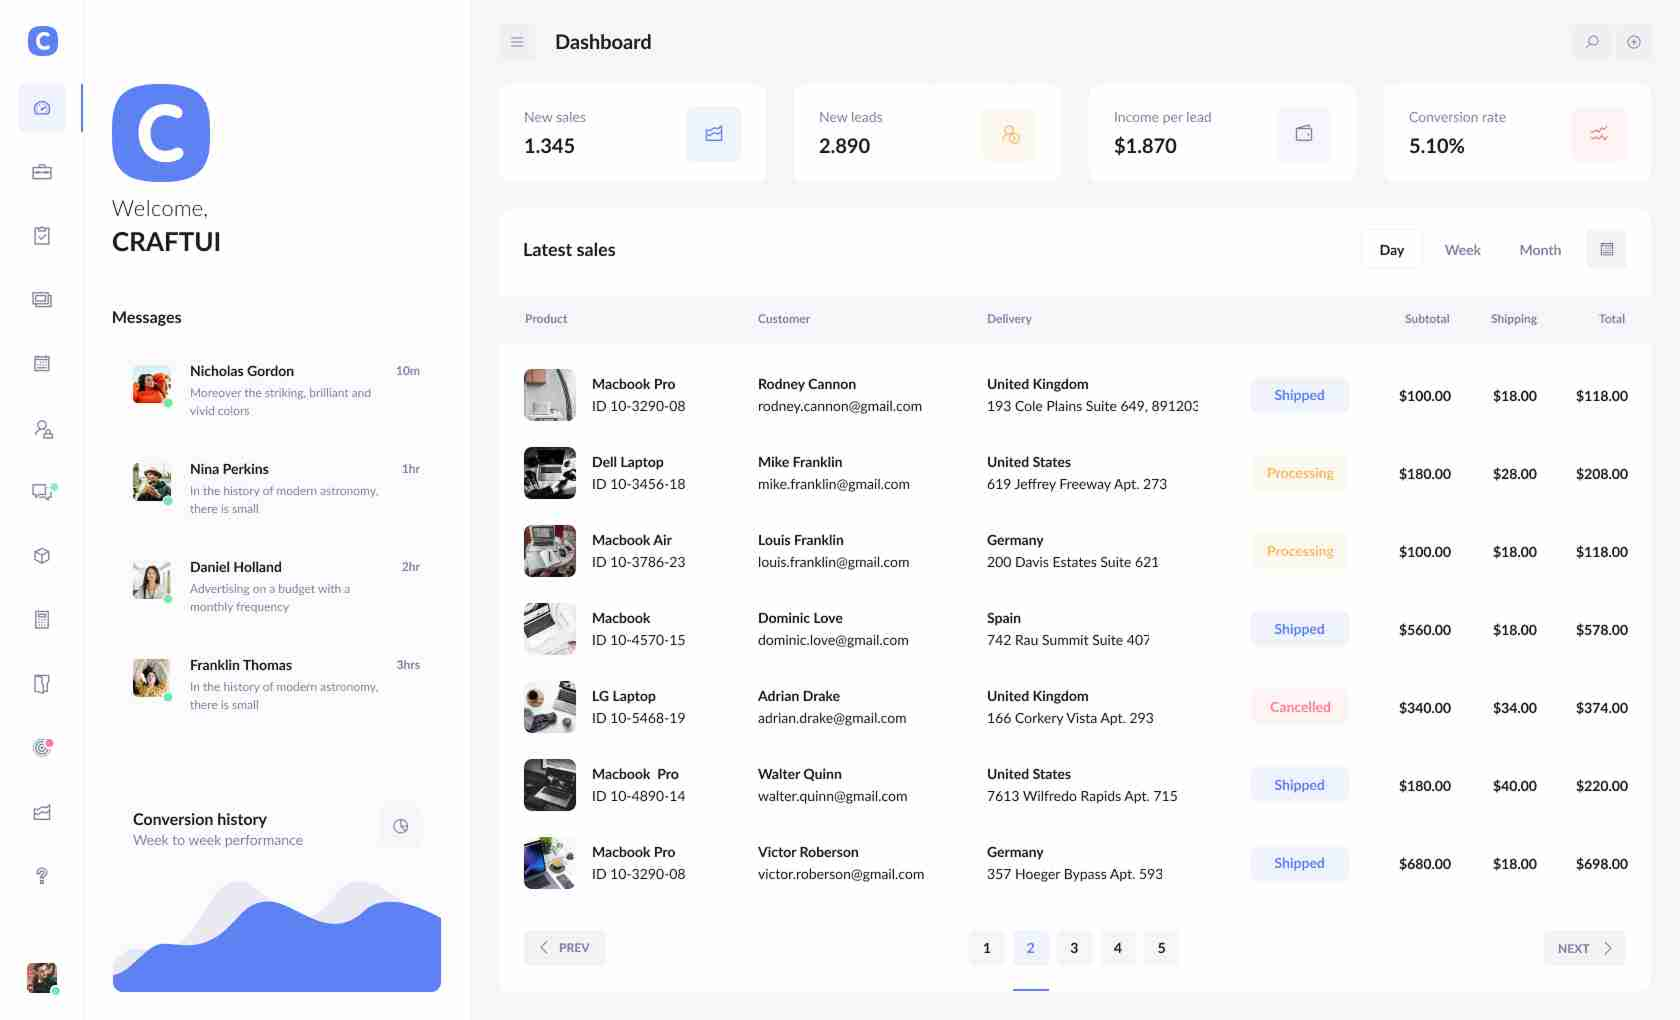 C
C
Welcome,
CRAFTUI
Messages
Nicholas Gordon 10m
Moreover the striking, brilliant and
vivid colors
Nina Perkins 1hr
In the history of modern astronomy,
there is small
Daniel Holland 2hr
Advertising on a budget with a
monthly frequency
Franklin Thomas 3hrs
In the history of modern astronomy,
there is small
Conversion history
Week to week performance
Dashboard
New sales
1.345
New leads
2.890
Income per lead
$1.870
Conversion rate
5.10%
Latest sales
Day Week Month
Product Customer Delivery Subtotal Shipping Total
Macbook Pro Rodney Cannon United Kingdom
ID 10-3290-08 rodney.cannon@gmail.com 193 Cole Plains Suite 649, 891203
Shipped $100.00 $18.00 $118.00
Dell Laptop Mike Franklin United States
ID 10-3456-18 mike.franklin@gmail.com 619 Jeffrey Freeway Apt. 273
Processing $180.00 $28.00 $208.00
Macbook Air Louis Franklin Germany
ID 10-3786-23 louis.franklin@gmail.com 200 Davis Estates Suite 621
Processing $100.00 $18.00 $118.00
Macbook Dominic Love Spain
ID 10-4570-15 dominic.love@gmail.com 742 Rau Summit Suite 407
Shipped $560.00 $18.00 $578.00
LG Laptop Adrian Drake United Kingdom
ID 10-5468-19 adrian.drake@gmail.com 166 Corkery Vista Apt. 293
Cancelled $340.00 $34.00 $374.00
Macbook  Pro Walter Quinn United States
ID 10-4890-14 walter.quinn@gmail.com 7613 Wilfredo Rapids Apt. 715
Shipped $180.00 $40.00 $220.00
Macbook Pro Victor Roberson Germany
ID 10-3290-08 victor.roberson@gmail.com 357 Hoeger Bypass Apt. 593
Shipped $680.00 $18.00 $698.00
PREV 1 2 3 4 5 NEXT